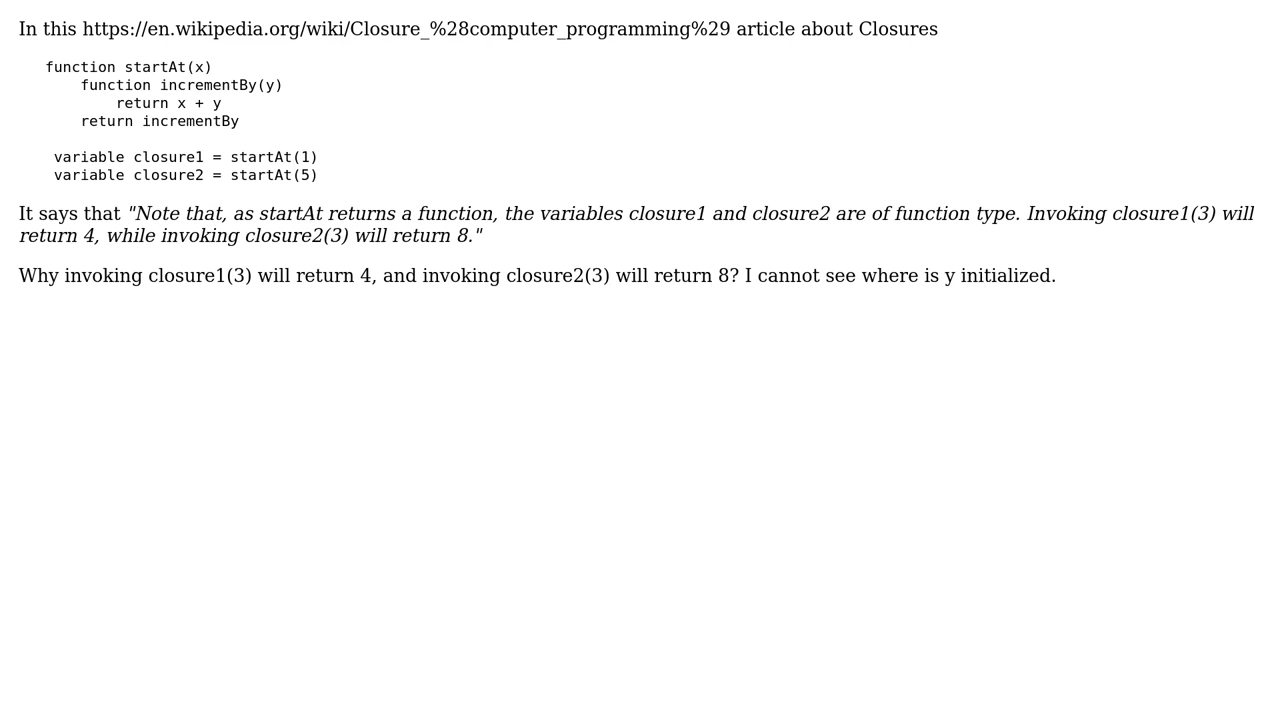 In this https://en.wikipedia.org/wiki/Closure_%28computer_programming%29 article about Closures
function startAt(x)
function incrementBy(y)
return x + y
return incrementBy
variable closure1 = startAt(1)
variable closure2 = startAt(5)
It says that "Note that, as startAt returns a function, the variables closure1 and closure2 are of function type. Invoking closure1(3) will
return 4, while invoking closure2(3) will return 8."
Why invoking closure1(3) will return 4, and invoking closure2(3) will return 8? I cannot see where is y initialized.